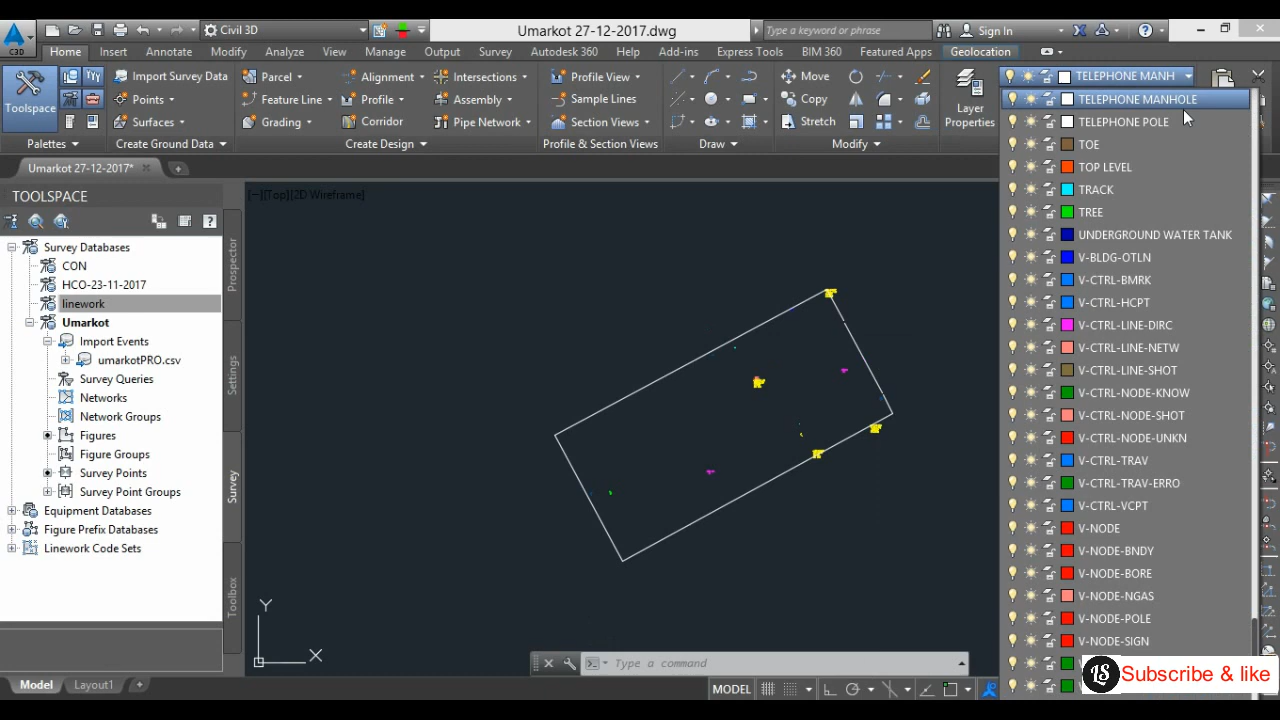 Civil 3D
Umarkot 27-12-2017.dwg
Type a keyword or phrase
Sign In
C3D
Home Insert Annotate Modify Analyze View Manage Output Survey Autodesk 360 Help Add-ins Express Tools BIM 360 Featured Apps Geolocation
Toolspace
Import Survey Data
Points
Surfaces
Parcel
Feature Line
Grading
Alignment
Profile
Corridor
Intersections
Assembly
Pipe Network
Profile View
Sample Lines
Section Views
Move
Copy
Stretch
Layer
Properties
TELEPHONE MANH
Palettes
Create Ground Data
Create Design
Profile & Section Views
Draw
Modify
Umarkot 27-12-2017*
TOOLSPACE
Survey Databases
CON
HCO-23-11-2017
linework
Umarkot
Import Events
umarkotPRO.csv
Survey Queries
Networks
Network Groups
Figures
Figure Groups
Survey Points
Survey Point Groups
Equipment Databases
Figure Prefix Databases
Linework Code Sets
Prospector
Settings
Survey
Toolbox
[−][Top][2D Wireframe]
Y
X
Type a command
TELEPHONE MANHOLE
TELEPHONE POLE
TOE
TOP LEVEL
TRACK
TREE
UNDERGROUND WATER TANK
V-BLDG-OTLN
V-CTRL-BMRK
V-CTRL-HCPT
V-CTRL-LINE-DIRC
V-CTRL-LINE-NETW
V-CTRL-LINE-SHOT
V-CTRL-NODE-KNOW
V-CTRL-NODE-SHOT
V-CTRL-NODE-UNKN
V-CTRL-TRAV
V-CTRL-TRAV-ERRO
V-CTRL-VCPT
V-NODE
V-NODE-BNDY
V-NODE-BORE
V-NODE-NGAS
V-NODE-POLE
V-NODE-SIGN
LS
Subscribe & like
Model Layout1
MODEL